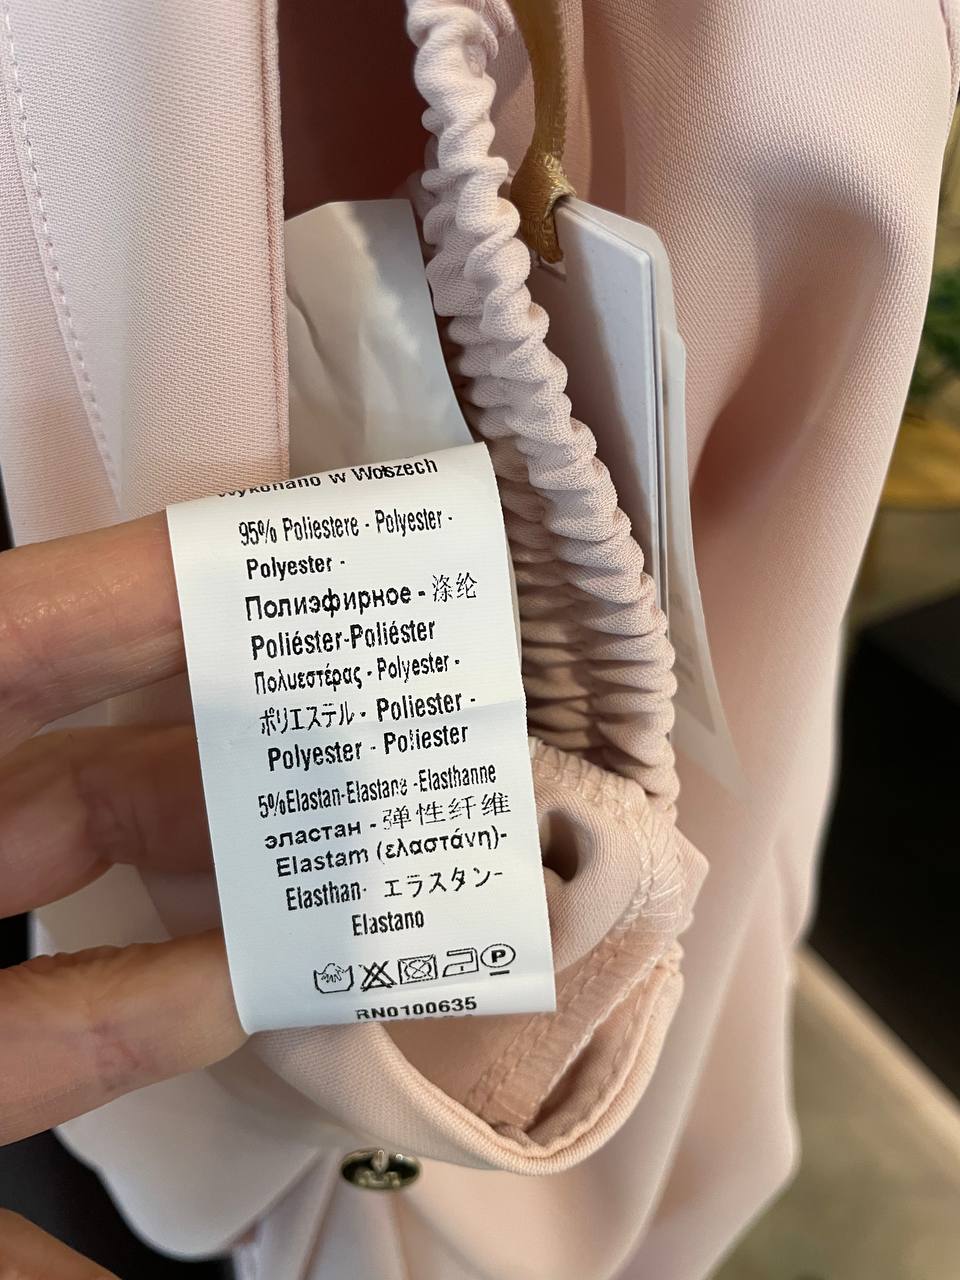 Wykonano w Wołszech
95% Poliestere - Polyester -
Polyester -
Полиэфирное - 涤纶
Poliéster-Poliéster
Πολυεστέρας - Polyester -
ポリエステル - Poliester -
Polyester - Poliester
5%Elastan-Elastane -Elasthanne
эластан - 弹性纤维
Elastam (ελαστάνη)-
Elasthan- エラスタン-
Elastano
P
RN0100635